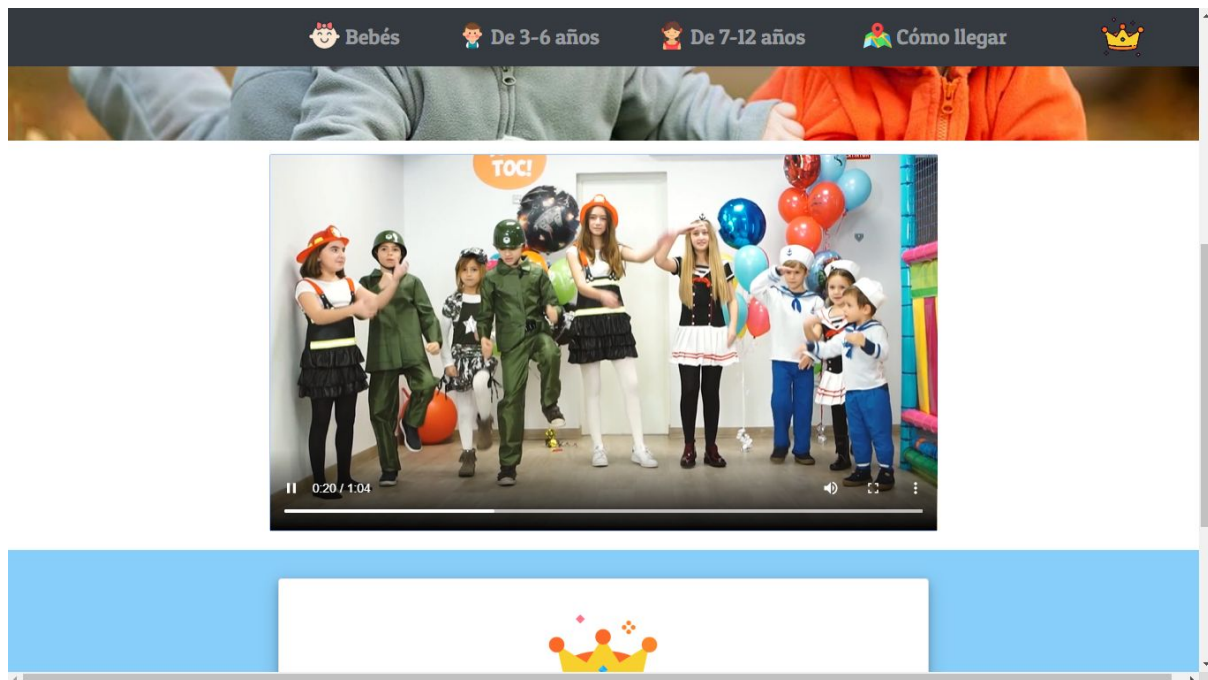 Bebés
De 3-6 años
De 7-12 años
Cómo llegar
TOC!
0:20 / 1:04